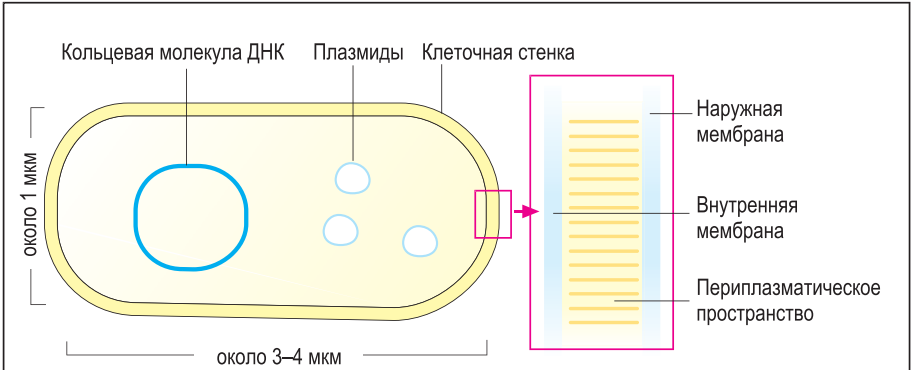 Кольцевая молекула ДНК
Плазмиды
Клеточная стенка
Наружная
мембрана
около 1 мкм
Внутренняя
мембрана
Периплазматическое
пространство
около 3–4 мкм